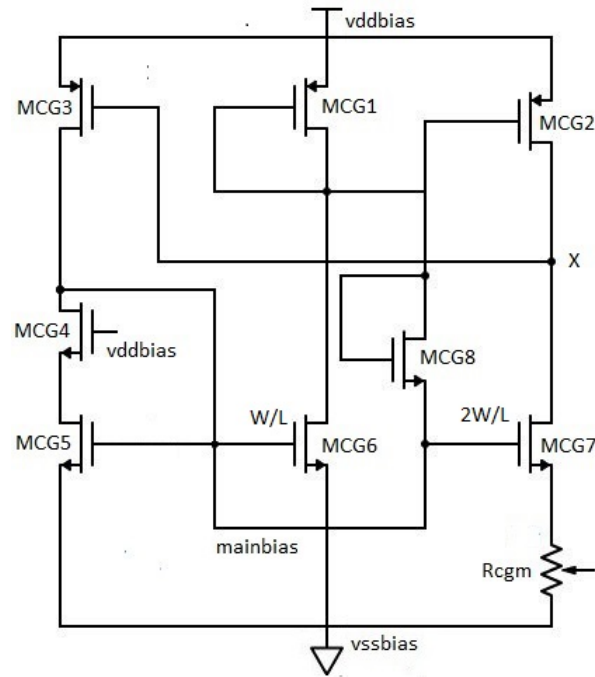 vddbias
MCG3
MCG1
MCG2
X
MCG4
vddbias
MCG8
W/L
2W/L
MCG5
MCG6
MCG7
mainbias
Rcgm
vssbias